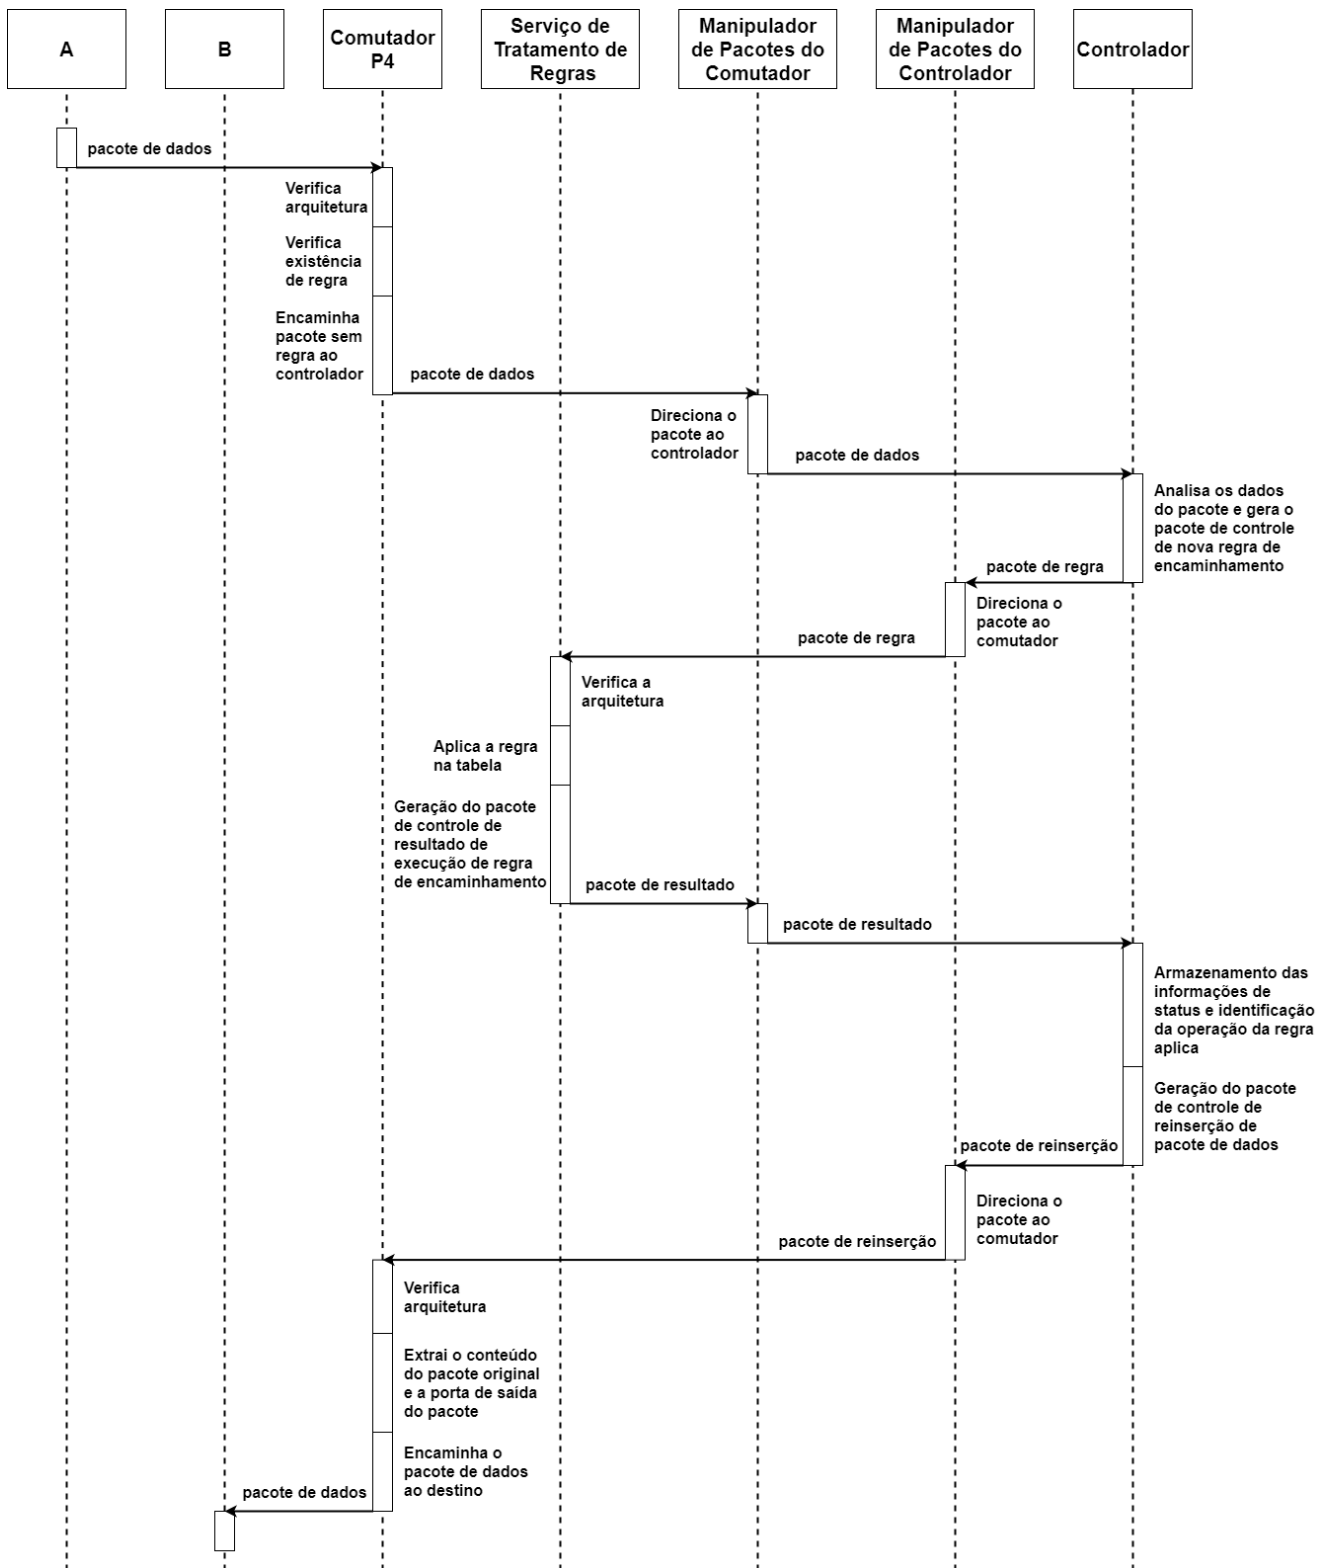 A
B
Comutador
P4
Serviço de
Tratamento de
Regras
Manipulador
de Pacotes do
Comutador
Manipulador
de Pacotes do
Controlador
Controlador
pacote de dados
Verifica
arquitetura
Verifica
existência
de regra
Encaminha
pacote sem
regra ao
controlador
pacote de dados
Direciona o
pacote ao
controlador
pacote de dados
Analisa os dados
do pacote e gera o
pacote de controle
de nova regra de
encaminhamento
pacote de regra
Direciona o
pacote ao
comutador
pacote de regra
Verifica a
arquitetura
Aplica a regra
na tabela
Geração do pacote
de controle de
resultado de
execução de regra
de encaminhamento
pacote de resultado
pacote de resultado
Armazenamento das
informações de
status e identificação
da operação da regra
aplica
Geração do pacote
de controle de
reinserção de
pacote de dados
pacote de reinserção
Direciona o
pacote ao
comutador
pacote de reinserção
Verifica
arquitetura
Extrai o conteúdo
do pacote original
e a porta de saída
do pacote
Encaminha o
pacote de dados
ao destino
pacote de dados